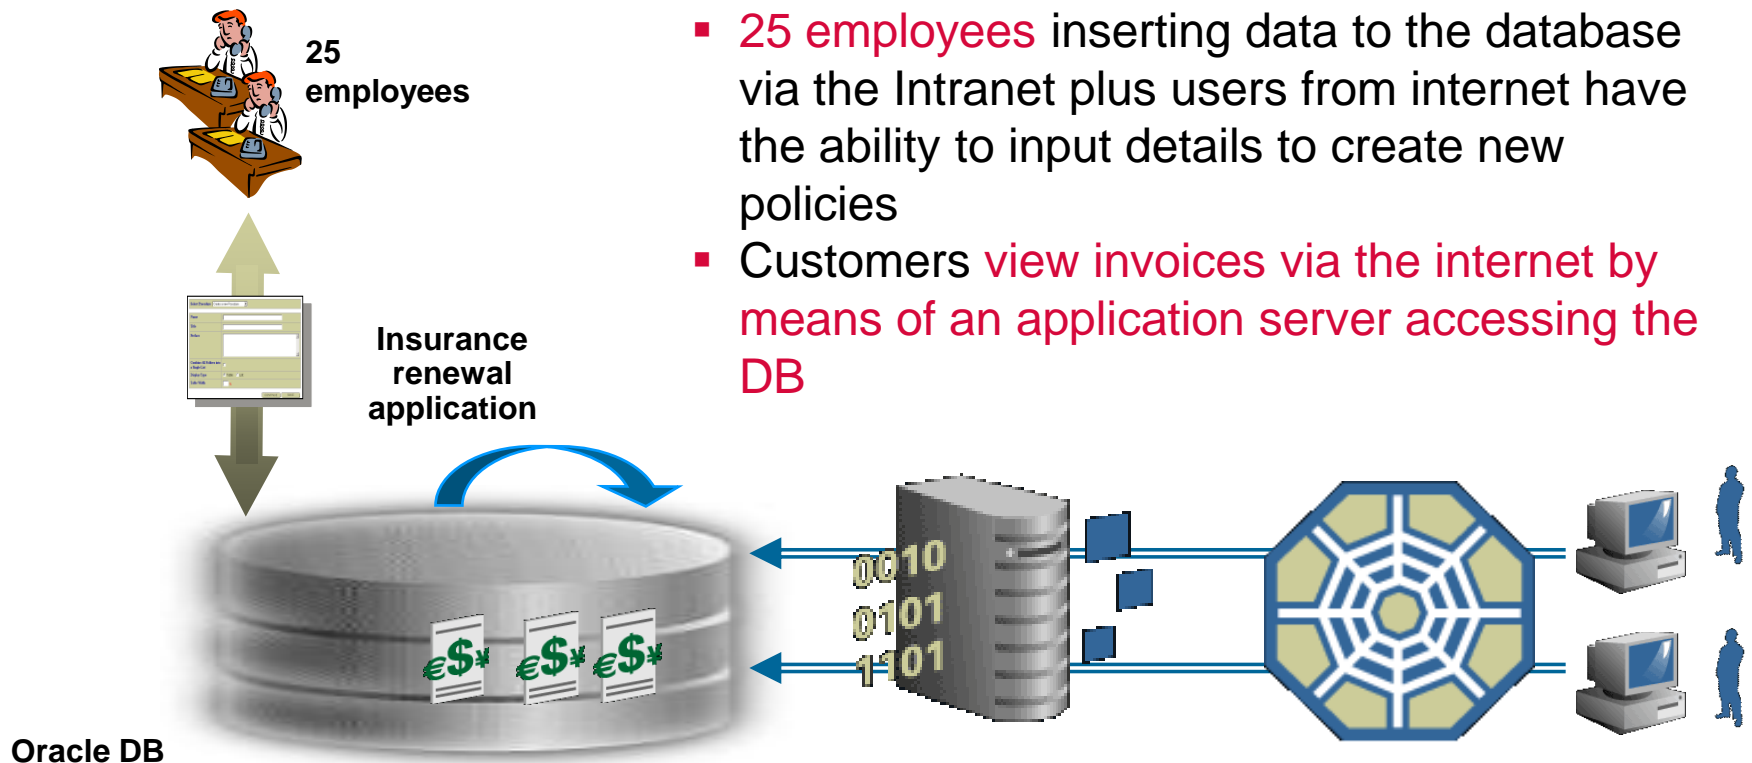 25
employees
25 employees inserting data to the database
via the Intranet plus users from internet have
the ability to input details to create new
policies
Customers view invoices via the internet by
means of an application server accessing the
DB
Insurance
renewal
application
0010
0101
1101
€$¥
€$¥
€$¥
Oracle DB